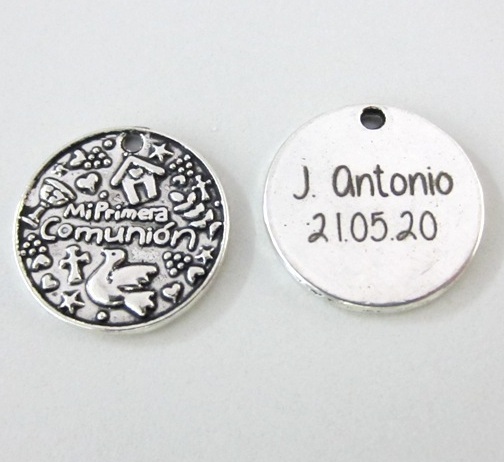 Mi Primera
Comunión
J. Antonio
21.05.20